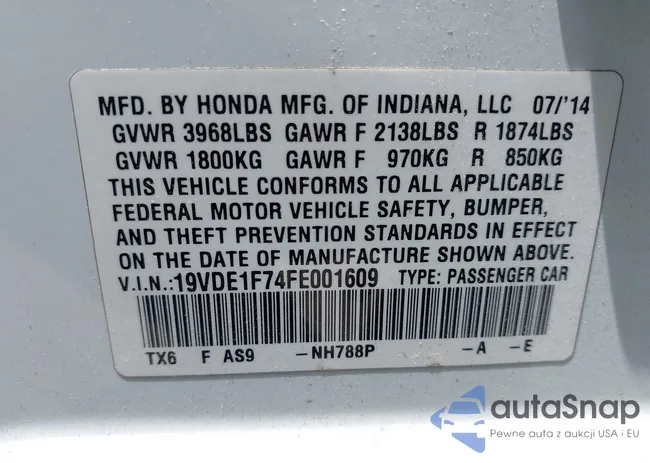 MFD. BY HONDA MFG. OF INDIANA, LLC 07/'14
GVWR 3968LBS GAWR F 2138LBS R 1874LBS
GVWR 1800KG GAWR F 970KG R 850KG
THIS VEHICLE CONFORMS TO ALL APPLICABLE
FEDERAL MOTOR VEHICLE SAFETY, BUMPER,
AND THEFT PREVENTION STANDARDS IN EFFECT
ON THE DATE OF MANUFACTURE SHOWN ABOVE.
V.I.N.:19VDE1F74FE001609 TYPE: PASSENGER CAR
TX6 F AS9 -NH788P -A -E
autoSnap
Pewne auta z aukcji USA i EU